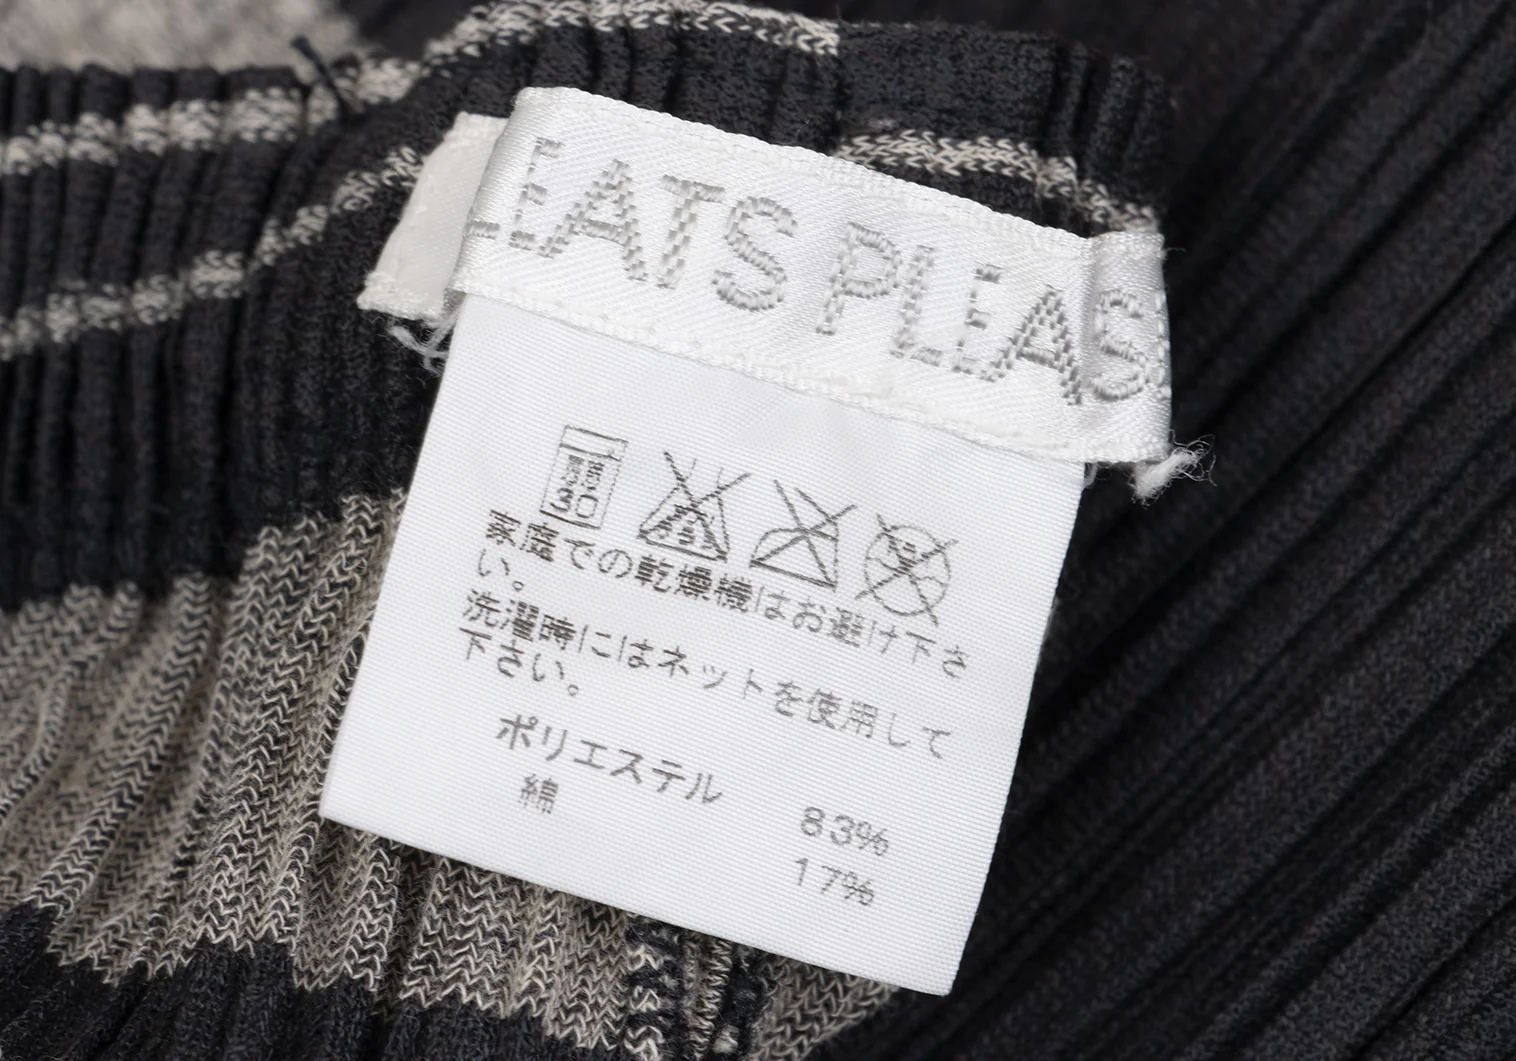 LEATS PLEAS
30
家庭での乾燥機はお避け下さ
い。
洗濯時にはネットを使用して
下さい。
ポリエステル 83%
綿 17%